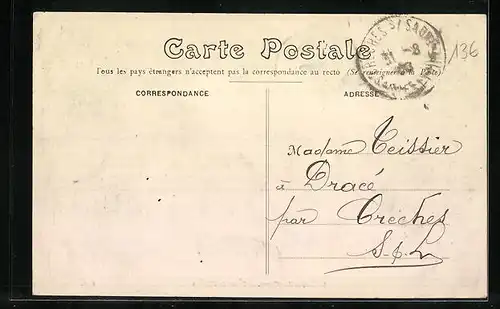 Carte Postale
Tous les pays étrangers n'acceptent pas la correspondance au recto (Se renseigner à la Poste)
136
CORRESPONDANCE
ADRESSE
Madame Teissier
à Dracé
par Creches
S.&L